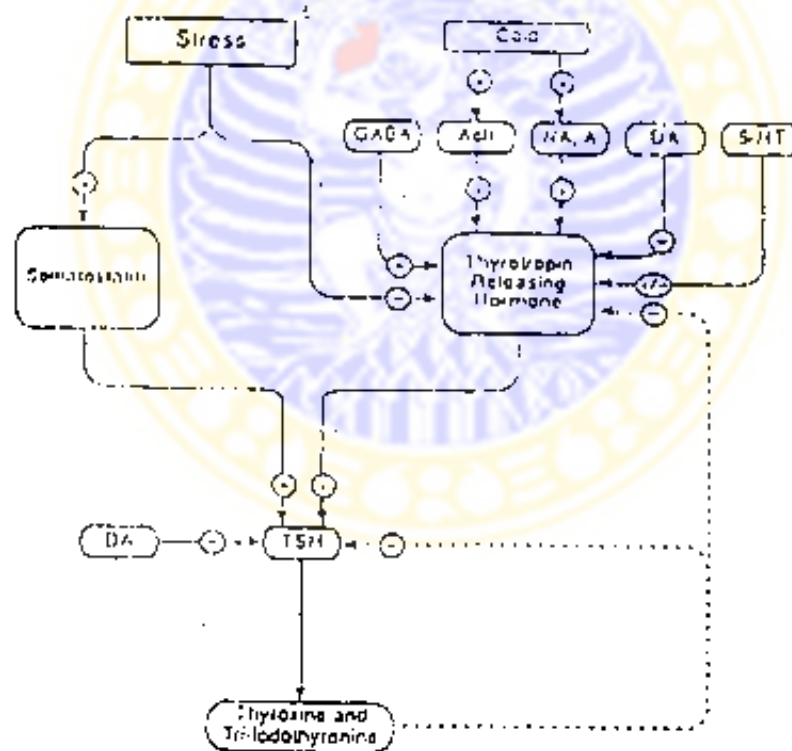 Stress
Cold
GABA
Ach
NA, A
DA
5-HT
Somatostatin
Thyrotropin
Releasing
Hormone
DA
TSH
Thyroxine and
Tri-Iodothyronine